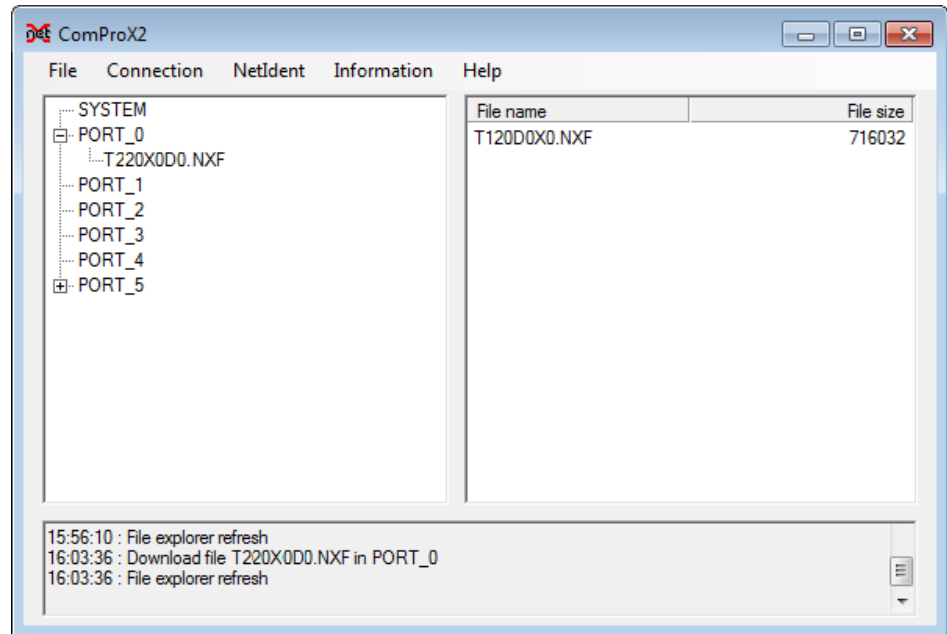 net ComProX2
File Connection NetIdent Information Help
SYSTEM
PORT_0
T220X0D0.NXF
PORT_1
PORT_2
PORT_3
PORT_4
PORT_5
File name File size
T120D0X0.NXF 716032
15:56:10 : File explorer refresh
16:03:36 : Download file T220X0D0.NXF in PORT_0
16:03:36 : File explorer refresh